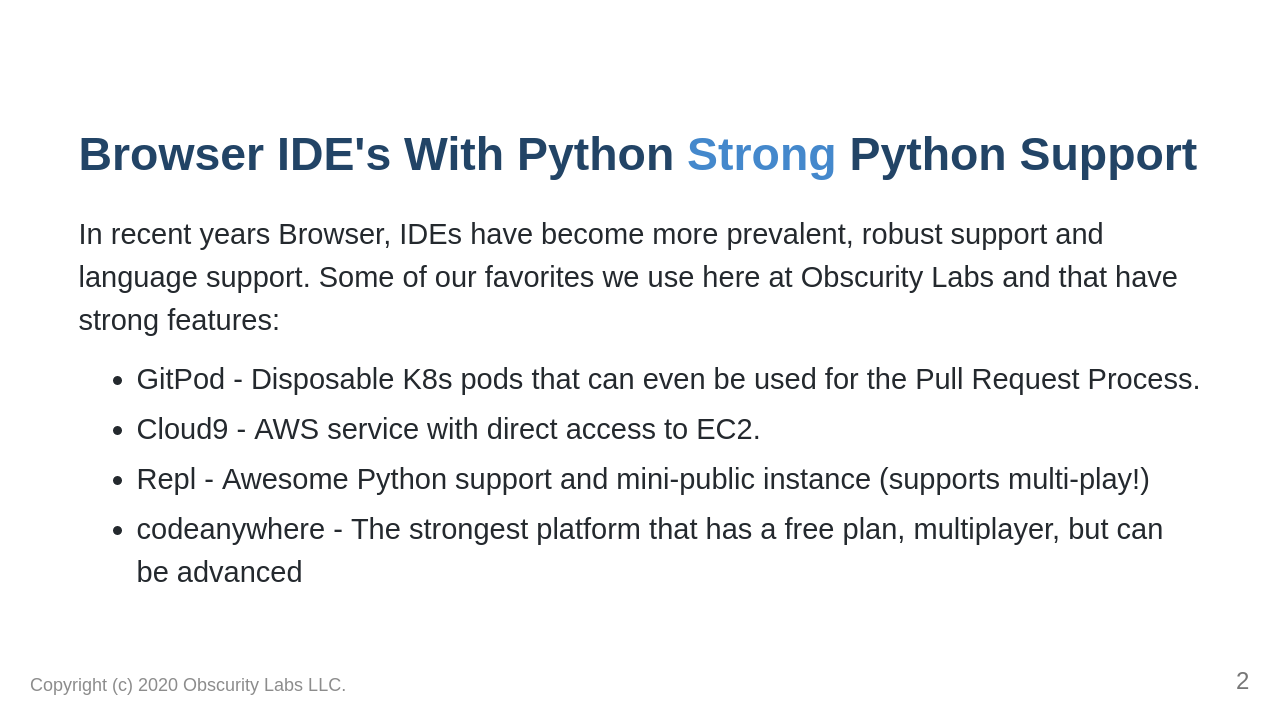 Browser IDE's With Python Strong Python Support
In recent years Browser, IDEs have become more prevalent, robust support and
language support. Some of our favorites we use here at Obscurity Labs and that have
strong features:
• GitPod - Disposable K8s pods that can even be used for the Pull Request Process.
• Cloud9 - AWS service with direct access to EC2.
• Repl - Awesome Python support and mini-public instance (supports multi-play!)
• codeanywhere - The strongest platform that has a free plan, multiplayer, but can
be advanced
Copyright (c) 2020 Obscurity Labs LLC.
2